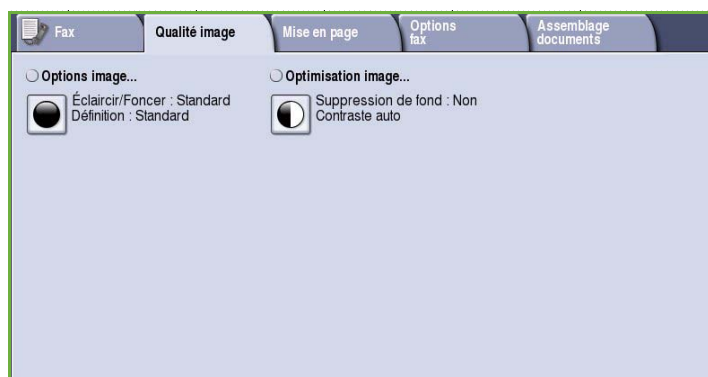 Fax
Qualité image
Mise en page
Options
fax
Assemblage
documents
Options image...
Éclaircir/Foncer : Standard
Définition : Standard
Optimisation image...
Suppression de fond : Non
Contraste auto